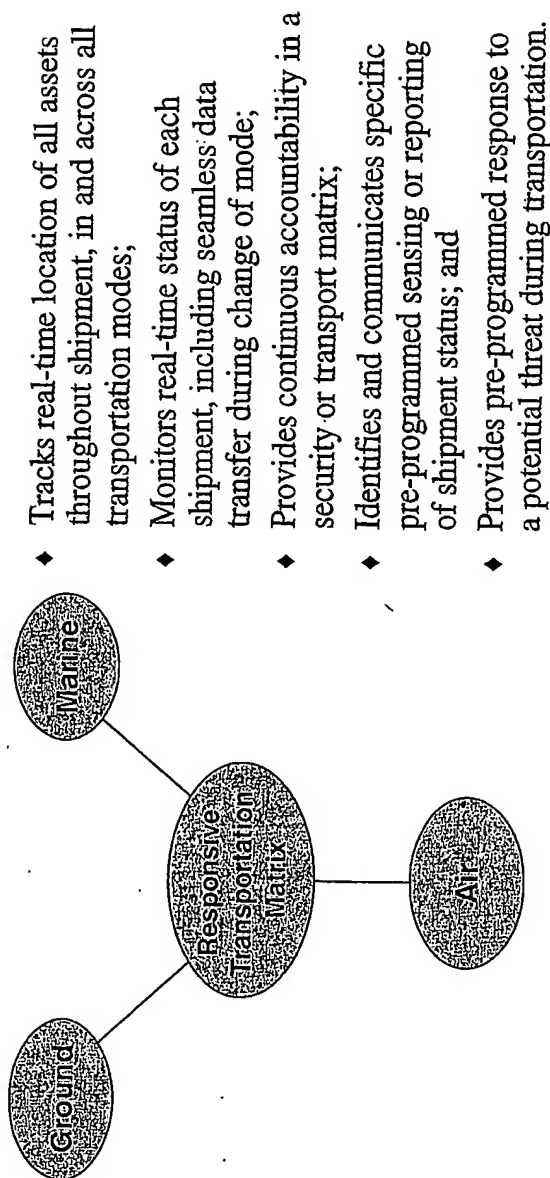 Ground
Marine
Responsive
Transportation
Matrix
Air
♦ Tracks real-time location of all assets
throughout shipment, in and across all
transportation modes;
♦ Monitors real-time status of each
shipment, including seamless data
transfer during change of mode;
♦ Provides continuous accountability in a
security or transport matrix;
♦ Identifies and communicates specific
pre-programmed sensing or reporting
of shipment status; and
♦ Provides pre-programmed response to
a potential threat during transportation.